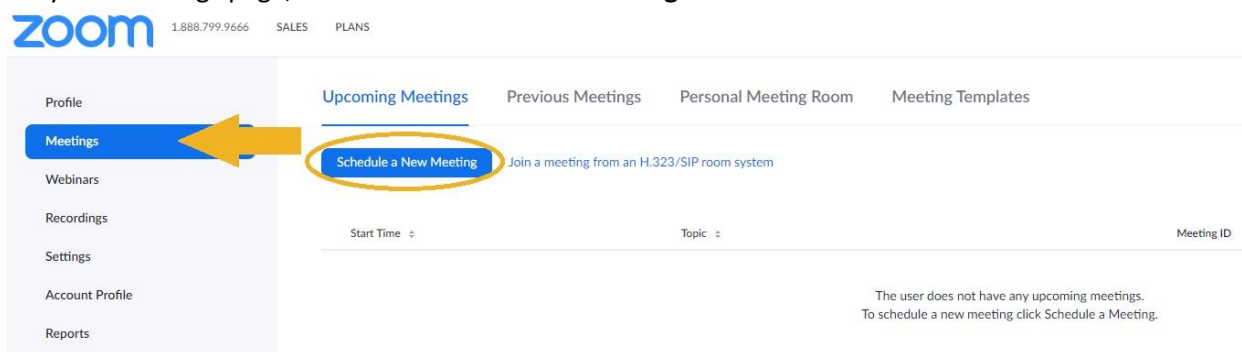 zoom 1.888.799.9666 SALES PLANS
Profile
Meetings
Webinars
Recordings
Settings
Account Profile
Reports
Upcoming Meetings Previous Meetings Personal Meeting Room Meeting Templates
Schedule a New Meeting Join a meeting from an H.323/SIP room system
Start Time Topic Meeting ID
The user does not have any upcoming meetings.
To schedule a new meeting click Schedule a Meeting.